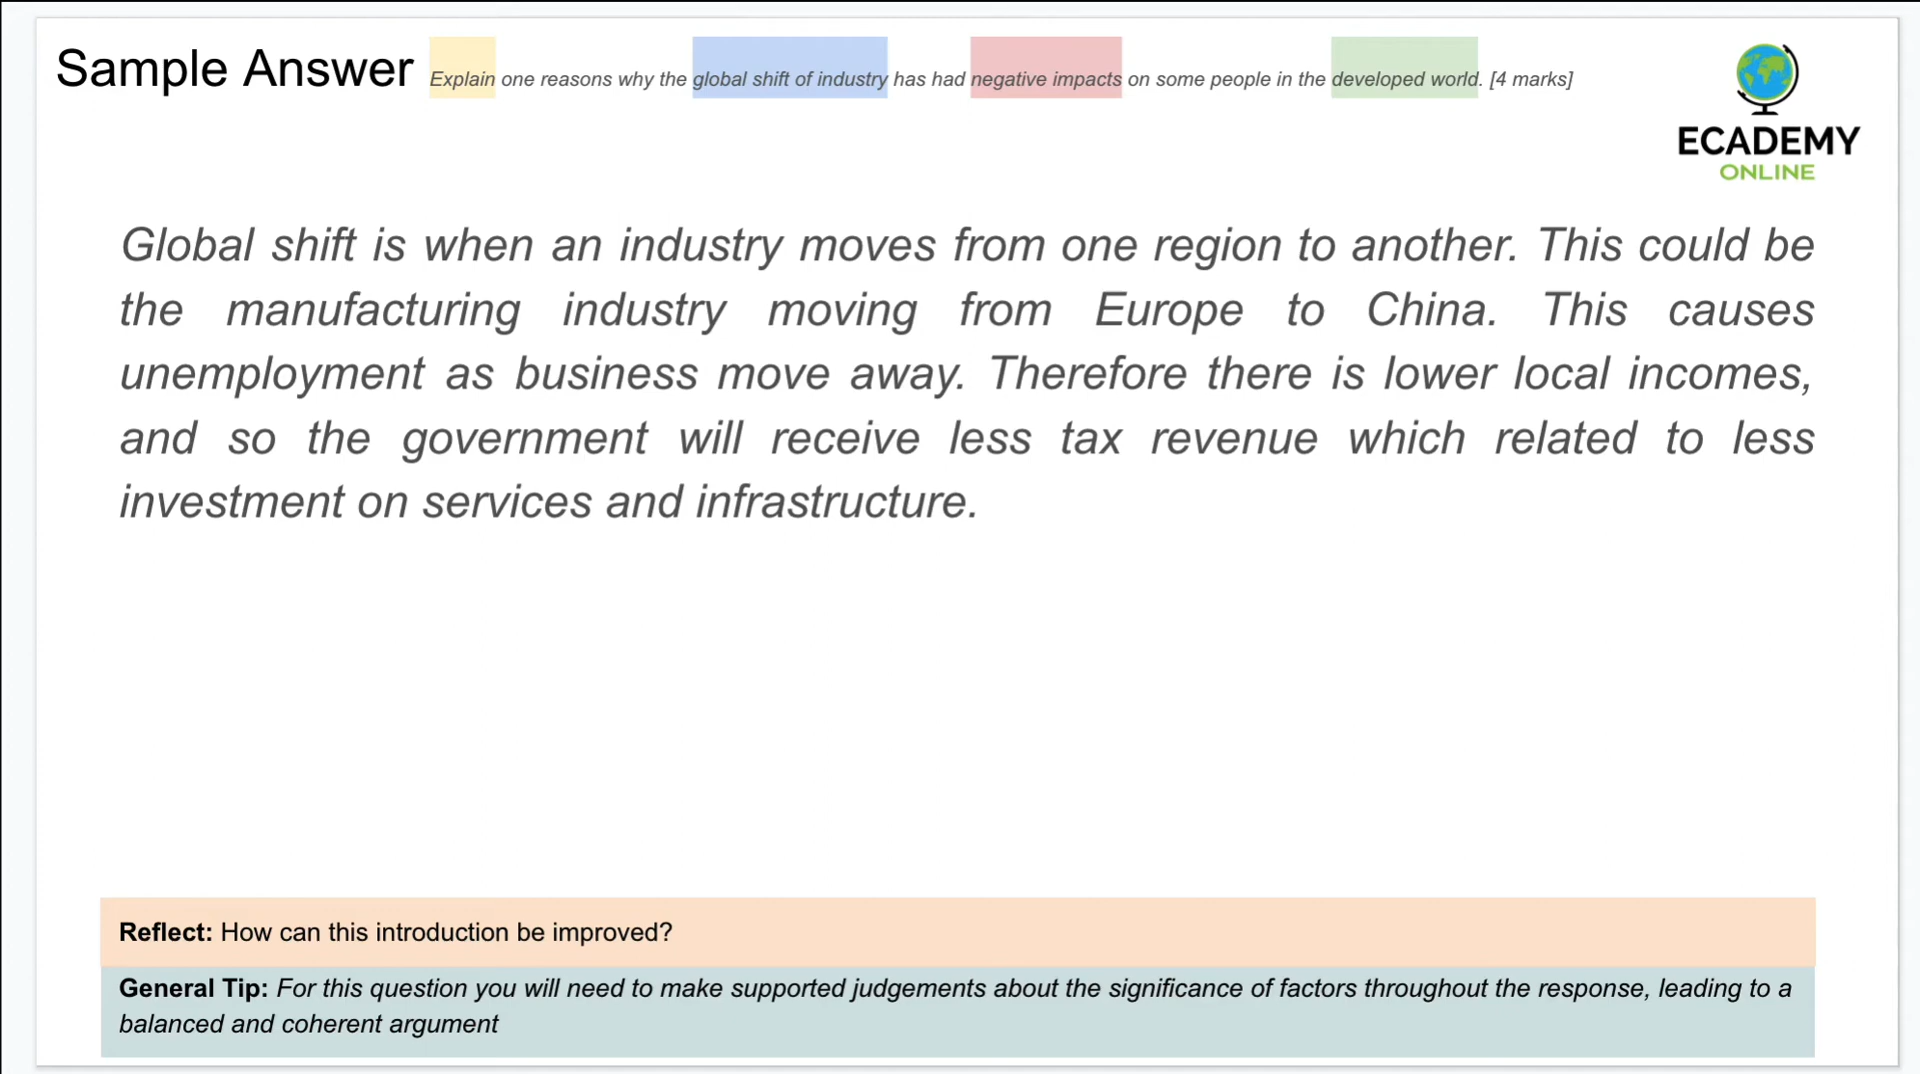 Sample Answer Explain one reasons why the global shift of industry has had negative impacts on some people in the developed world. [4 marks]
ECADEMY
ONLINE
Global shift is when an industry moves from one region to another. This could be
the manufacturing industry moving from Europe to China. This causes
unemployment as business move away. Therefore there is lower local incomes,
and so the government will receive less tax revenue which related to less
investment on services and infrastructure.
Reflect: How can this introduction be improved?
General Tip: For this question you will need to make supported judgements about the significance of factors throughout the response, leading to a
balanced and coherent argument